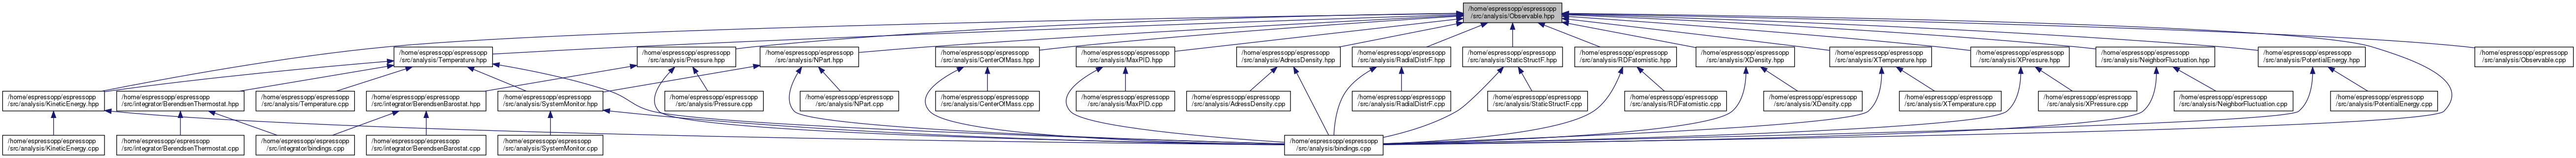 /home/espressopp/espressopp
/src/analysis/Observable.hpp
/home/espressopp/espressopp
/src/analysis/Temperature.hpp
/home/espressopp/espressopp
/src/analysis/Pressure.hpp
/home/espressopp/espressopp
/src/analysis/NPart.hpp
/home/espressopp/espressopp
/src/analysis/CenterOfMass.hpp
/home/espressopp/espressopp
/src/analysis/MaxPID.hpp
/home/espressopp/espressopp
/src/analysis/AdressDensity.hpp
/home/espressopp/espressopp
/src/analysis/RadialDistrF.hpp
/home/espressopp/espressopp
/src/analysis/StaticStructF.hpp
/home/espressopp/espressopp
/src/analysis/RDFatomistic.hpp
/home/espressopp/espressopp
/src/analysis/XDensity.hpp
/home/espressopp/espressopp
/src/analysis/XTemperature.hpp
/home/espressopp/espressopp
/src/analysis/XPressure.hpp
/home/espressopp/espressopp
/src/analysis/NeighborFluctuation.hpp
/home/espressopp/espressopp
/src/analysis/PotentialEnergy.hpp
/home/espressopp/espressopp
/src/analysis/Observable.cpp
/home/espressopp/espressopp
/src/analysis/KineticEnergy.hpp
/home/espressopp/espressopp
/src/integrator/BerendsenThermostat.hpp
/home/espressopp/espressopp
/src/analysis/Temperature.cpp
/home/espressopp/espressopp
/src/integrator/BerendsenBarostat.hpp
/home/espressopp/espressopp
/src/analysis/SystemMonitor.hpp
/home/espressopp/espressopp
/src/analysis/Pressure.cpp
/home/espressopp/espressopp
/src/analysis/NPart.cpp
/home/espressopp/espressopp
/src/analysis/CenterOfMass.cpp
/home/espressopp/espressopp
/src/analysis/MaxPID.cpp
/home/espressopp/espressopp
/src/analysis/AdressDensity.cpp
/home/espressopp/espressopp
/src/analysis/RadialDistrF.cpp
/home/espressopp/espressopp
/src/analysis/StaticStructF.cpp
/home/espressopp/espressopp
/src/analysis/RDFatomistic.cpp
/home/espressopp/espressopp
/src/analysis/XDensity.cpp
/home/espressopp/espressopp
/src/analysis/XTemperature.cpp
/home/espressopp/espressopp
/src/analysis/XPressure.cpp
/home/espressopp/espressopp
/src/analysis/NeighborFluctuation.cpp
/home/espressopp/espressopp
/src/analysis/PotentialEnergy.cpp
/home/espressopp/espressopp
/src/analysis/KineticEnergy.cpp
/home/espressopp/espressopp
/src/integrator/BerendsenThermostat.cpp
/home/espressopp/espressopp
/src/integrator/bindings.cpp
/home/espressopp/espressopp
/src/integrator/BerendsenBarostat.cpp
/home/espressopp/espressopp
/src/analysis/SystemMonitor.cpp
/home/espressopp/espressopp
/src/analysis/bindings.cpp